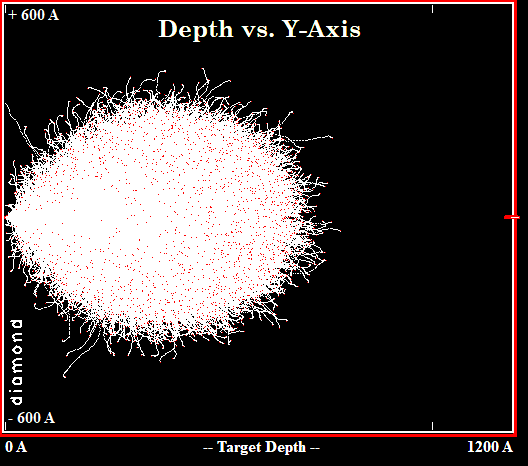 + 600 A
Depth vs. Y-Axis
diamond
- 600 A
0 A
-- Target Depth --
1200 A